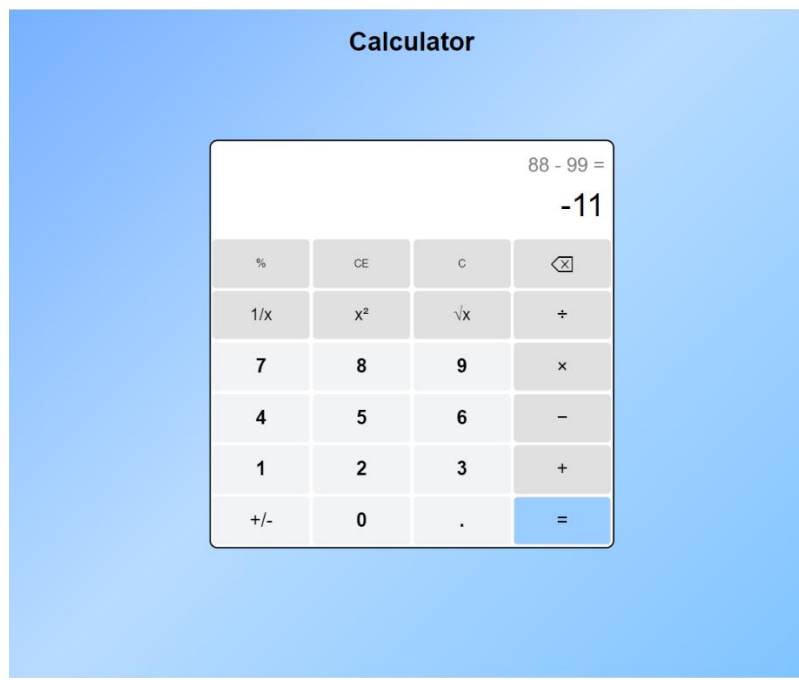 Calculator
88 - 99 =
-11
% CE C
1/x x² √x ÷
7 8 9 ×
4 5 6 −
1 2 3 +
+/- 0 . =